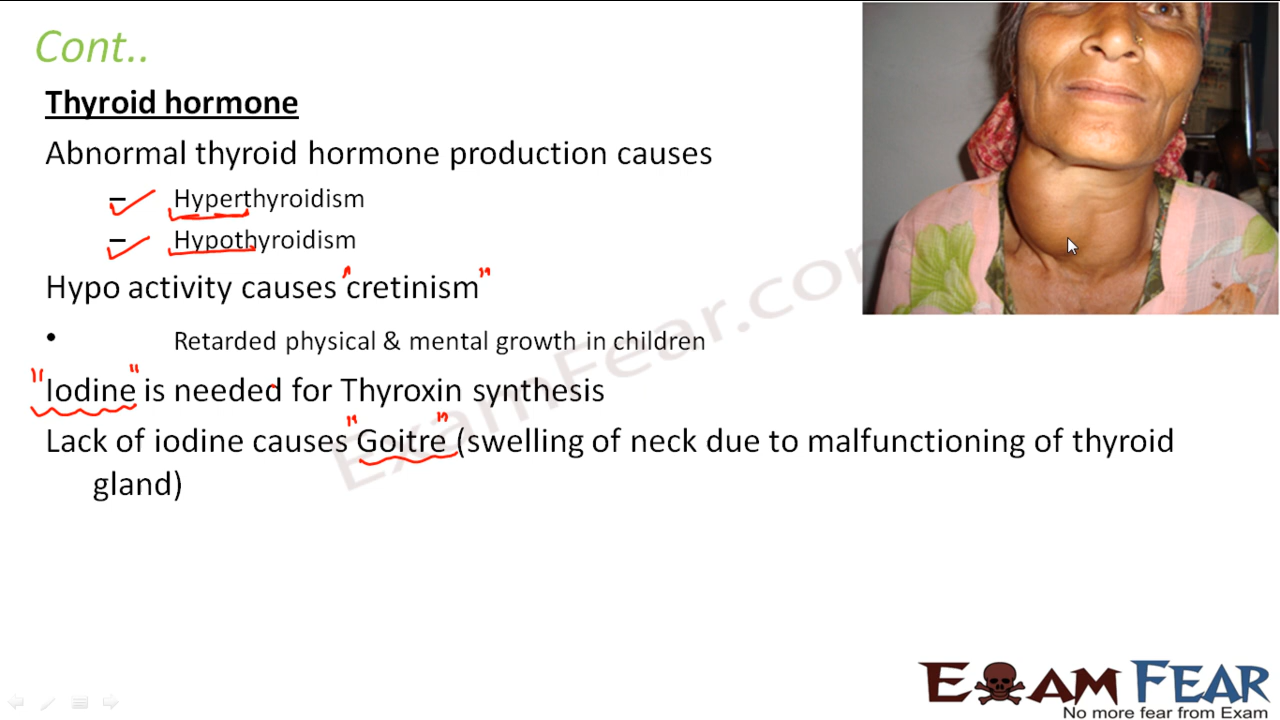 Cont..
Thyroid hormone
Abnormal thyroid hormone production causes
– Hyperthyroidism
– Hypothyroidism
Hypo activity causes "cretinism"
• Retarded physical & mental growth in children
"Iodine" is needed for Thyroxin synthesis
Lack of iodine causes "Goitre" (swelling of neck due to malfunctioning of thyroid
gland)
ExamFear.com
EXAM FEAR
No more fear from Exam